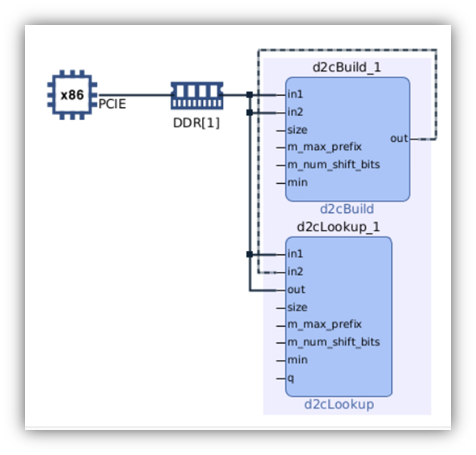 x86
PCIE
DDR[1]
d2cBuild_1
in1
in2
size
m_max_prefix
m_num_shift_bits
min
out
d2cBuild
d2cLookup_1
in1
in2
out
size
m_max_prefix
m_num_shift_bits
min
q
d2cLookup